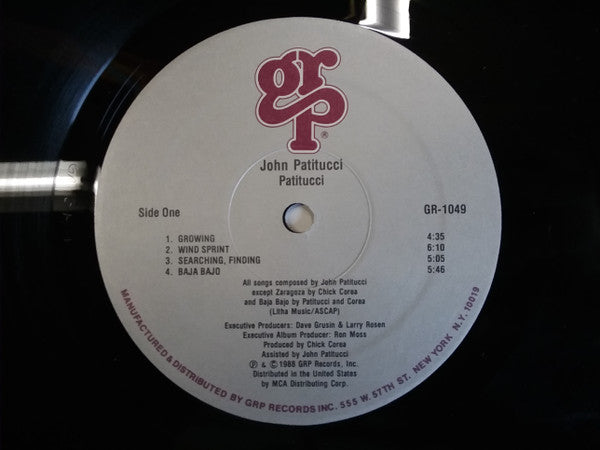 grp
®
John Patitucci
Patitucci
Side One GR-1049
1. GROWING 4:35
2. WIND SPRINT 6:10
3. SEARCHING, FINDING 5:05
4. BAJA BAJO 5:46
All songs composed by John Patitucci
except Zaragoza by Chick Corea
and Baja Bajo by Patitucci and Corea
(Litha Music/ASCAP)
Executive Producers: Dave Grusin & Larry Rosen
Executive Album Producer: Ron Moss
Produced by Chick Corea
Assisted by John Patitucci
℗ & © 1988 GRP Records, Inc.
Distributed in the United States
by MCA Distributing Corp.
MANUFACTURED & DISTRIBUTED BY GRP RECORDS INC. 555 W. 57TH ST. NEW YORK N.Y. 10019